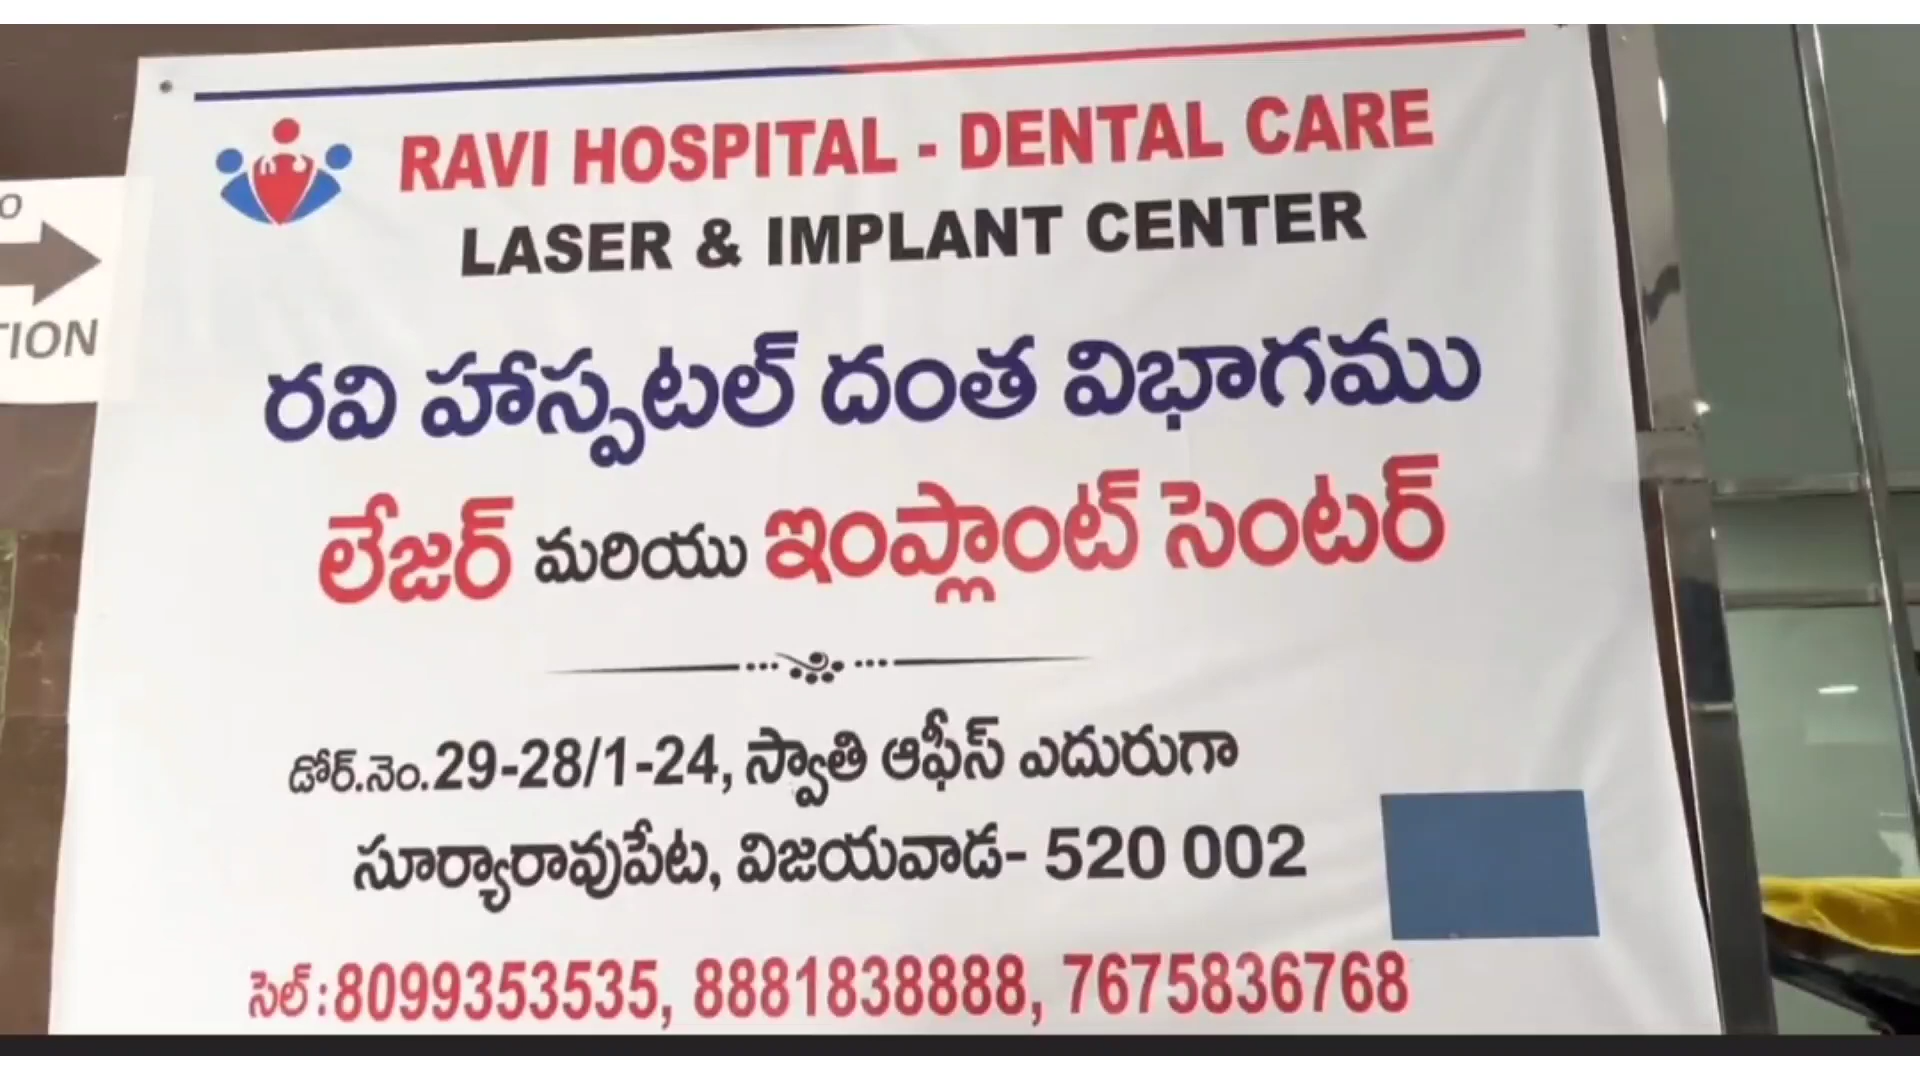 RAVI HOSPITAL - DENTAL CARE
LASER & IMPLANT CENTER
రవి హాస్పటల్ దంత విభాగము
లేజర్ మరియు ఇంప్లాంట్ సెంటర్
డోర్.నెం.29-28/1-24, స్వాతి ఆఫీస్ ఎదురుగా
సూర్యారావుపేట, విజయవాడ- 520 002
సెల్ : 8099353535, 8881838888, 7675836768